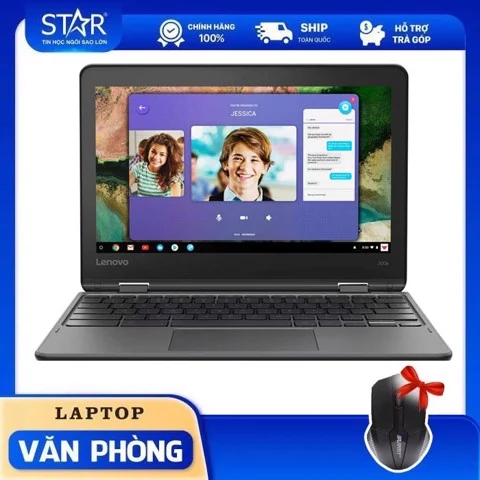 STAR
TIN HỌC NGÔI SAO LỚN
CHÍNH HÃNG
100%
SHIP
TOÀN QUỐC
HỖ TRỢ
TRẢ GÓP
JESSICA
Lenovo
300e
LAPTOP
VĂN PHÒNG